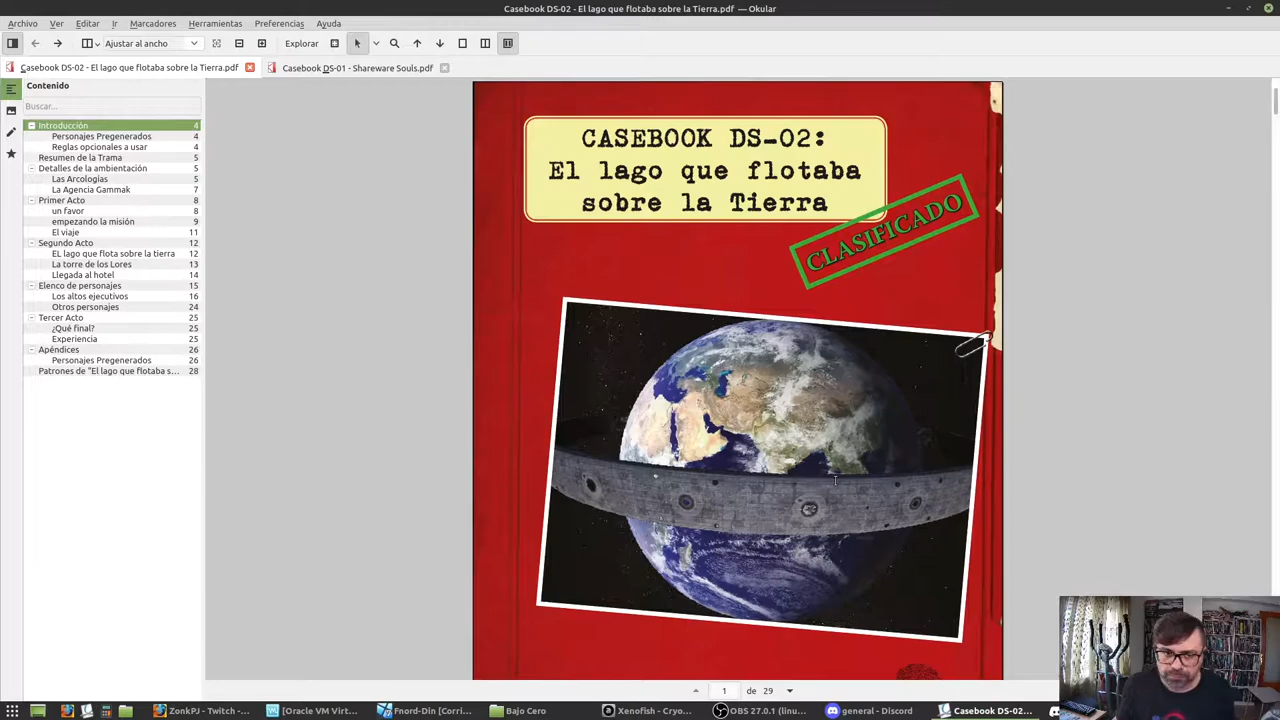 Casebook DS-02 - El lago que flotaba sobre la Tierra.pdf — Okular
Archivo Ver Editar Ir Marcadores Herramientas Preferencias Ayuda
Ajustar al ancho Explorar
Casebook DS-02 - El lago que flotaba sobre la Tierra.pdf Casebook DS-01 - Shareware Souls.pdf
Contenido
Buscar...
Introducción 4
Personajes Pregenerados 4
Reglas opcionales a usar 4
Resumen de la Trama 5
Detalles de la ambientación 5
Las Arcologías 5
La Agencia Gammak 7
Primer Acto 8
un favor 8
empezando la misión 9
El viaje 11
Segundo Acto 12
EL lago que flota sobre la tierra 12
La torre de los Lores 13
Llegada al hotel 14
Elenco de personajes 15
Los altos ejecutivos 16
Otros personajes 24
Tercer Acto 25
¿Qué final? 25
Experiencia 25
Apéndices 26
Personajes Pregenerados 26
Patrones de "El lago que flotaba s... 28
CASEBOOK DS-02:
El lago que flotaba
sobre la Tierra
CLASIFICADO
1 de 29
ZonkPJ - Twitch -... [Oracle VM Virt... Fnord-Din [Corri... Bajo Cero Xenofish - Cryo... OBS 27.0.1 (linu... general - Discord Casebook DS-02...